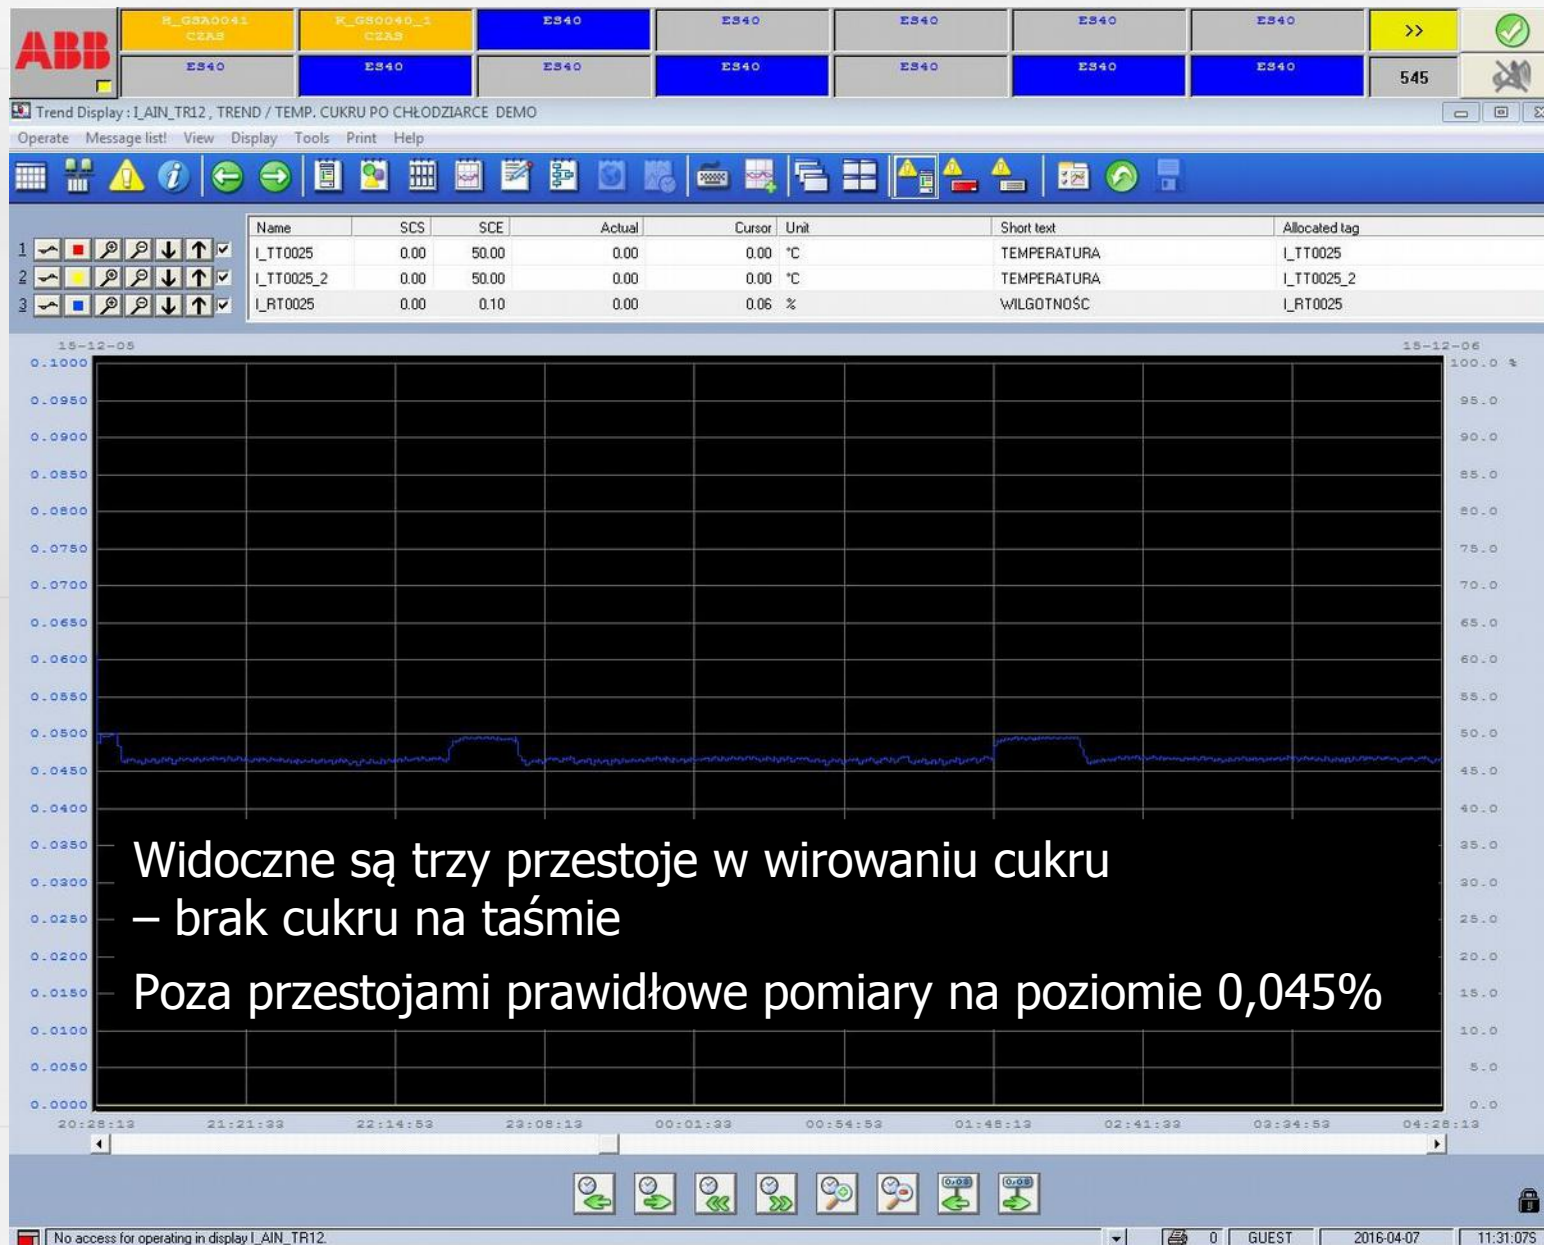 ABB
CZAS
CZAS
ES40 ES40 ES40 ES40 ES40
>>
ES40 ES40 ES40 ES40 ES40 ES40 ES40
545
Trend Display : I_AIN_TR12 , TREND / TEMP. CUKRU PO CHŁODZIARCE DEMO
Operate Message list! View Display Tools Print Help
Name SCS SCE Actual Cursor Unit Short text Allocated tag
1 I_TT0025 0.00 50.00 0.00 0.00 °C TEMPERATURA I_TT0025
2 I_TT0025_2 0.00 50.00 0.00 0.00 °C TEMPERATURA I_TT0025_2
3 I_RT0025 0.00 0.10 0.00 0.06 % WILGOTNOŚC I_RT0025
15-12-05 15-12-06
0.1000 100.0 %
0.0950 95.0
0.0900 90.0
0.0850 85.0
0.0800 80.0
0.0750 75.0
0.0700 70.0
0.0650 65.0
0.0600 60.0
0.0550 55.0
0.0500 50.0
0.0450 45.0
0.0400 40.0
0.0350 35.0
Widoczne są trzy przestoje w wirowaniu cukru
0.0300 30.0
– brak cukru na taśmie
0.0250 25.0
0.0200 20.0
Poza przestojami prawidłowe pomiary na poziomie 0,045%
0.0150 15.0
0.0100 10.0
0.0050 5.0
0.0000 0.0
20:28:13 21:21:33 22:14:53 23:08:13 00:01:33 00:54:53 01:48:13 02:41:33 03:34:53 04:28:13
No access for operating in display I_AIN_TR12.
0 GUEST 2016-04-07 11:31:07S